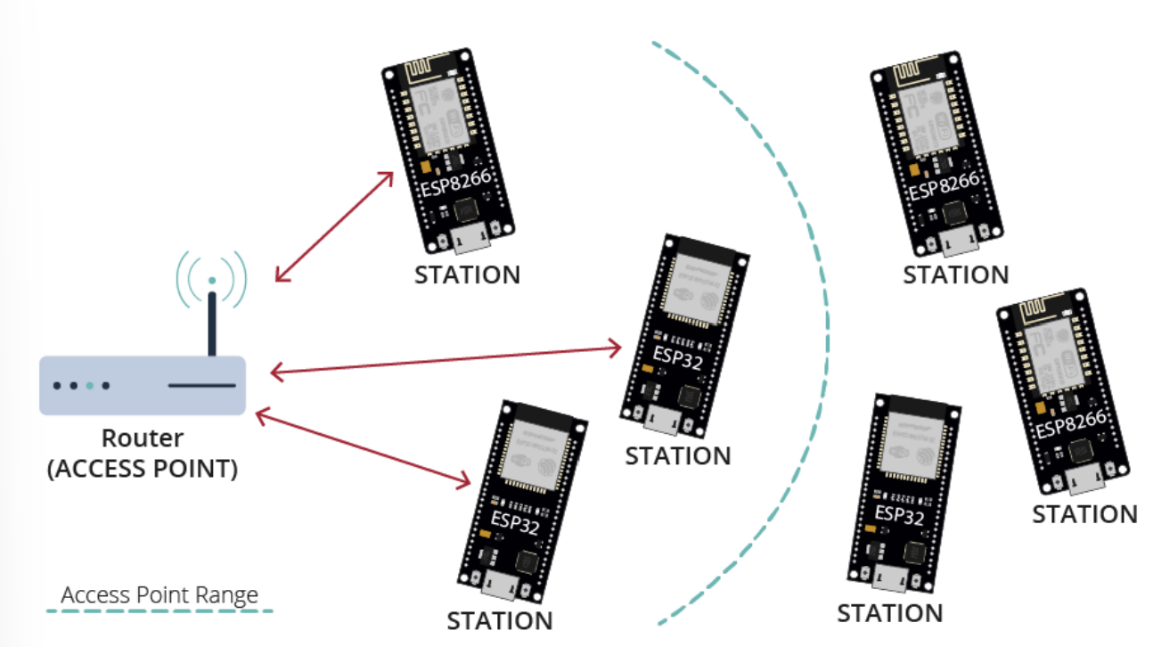 ESP8266
STATION
ESP8266
STATION
ESP32
STATION
ESP8266
STATION
Router
(ACCESS POINT)
ESP32
STATION
ESP32
STATION
Access Point Range